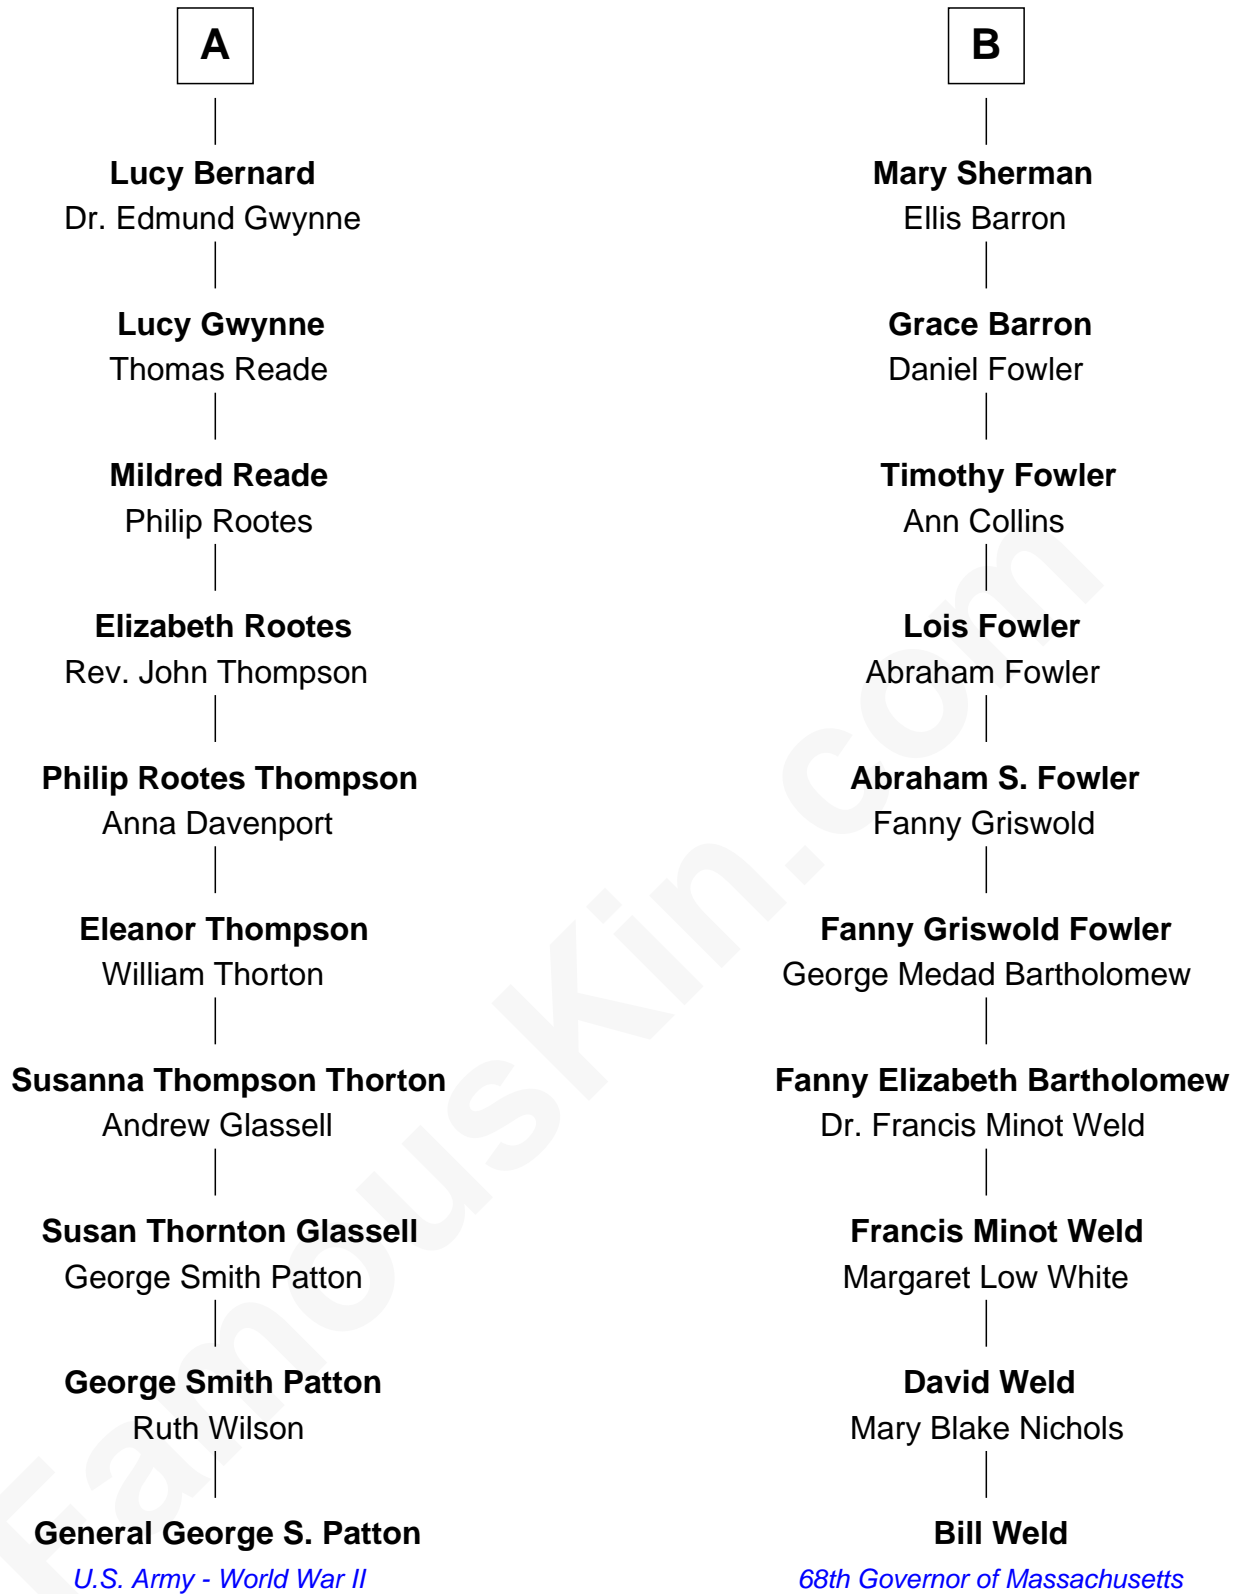 A
Lucy Bernard
Dr. Edmund Gwynne
Lucy Gwynne
Thomas Reade
Mildred Reade
Philip Rootes
Elizabeth Rootes
Rev. John Thompson
Philip Rootes Thompson
Anna Davenport
Eleanor Thompson
William Thorton
Susanna Thompson Thorton
Andrew Glassell
Susan Thornton Glassell
George Smith Patton
George Smith Patton
Ruth Wilson
General George S. Patton
U.S. Army - World War II
B
Mary Sherman
Ellis Barron
Grace Barron
Daniel Fowler
Timothy Fowler
Ann Collins
Lois Fowler
Abraham Fowler
Abraham S. Fowler
Fanny Griswold
Fanny Griswold Fowler
George Medad Bartholomew
Fanny Elizabeth Bartholomew
Dr. Francis Minot Weld
Francis Minot Weld
Margaret Low White
David Weld
Mary Blake Nichols
Bill Weld
68th Governor of Massachusetts
FamousKin.com